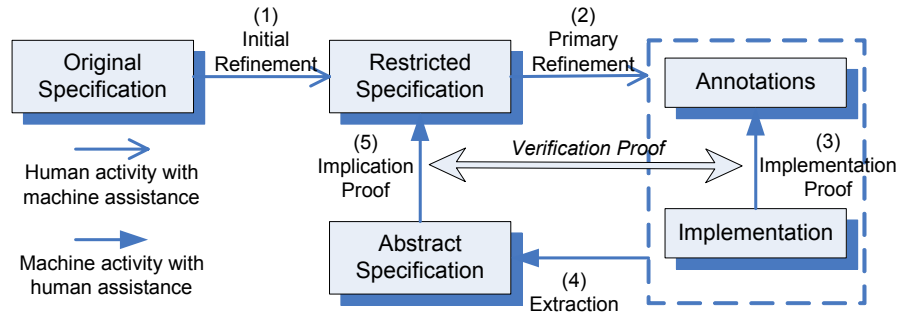 (1)
Initial
Refinement
(2)
Primary
Refinement
Original
Specification
Restricted
Specification
Annotations
(5)
Implication
Proof
Verification Proof
(3)
Implementation
Proof
Human activity with
machine assistance
Abstract
Specification
Implementation
Machine activity with
human assistance
(4)
Extraction